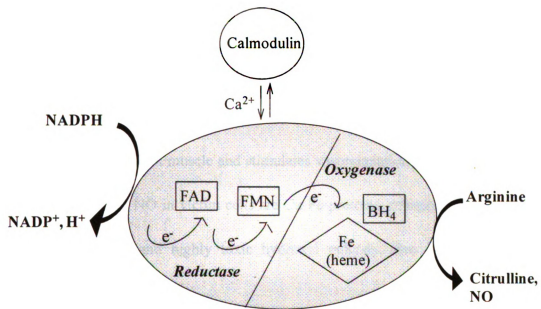 Calmodulin
Ca²⁺
NADPH
NADP⁺, H⁺
Oxygenase
FAD
FMN
e⁻
BH₄
Arginine
e⁻
e⁻
Fe
(heme)
Reductase
Citrulline,
NO